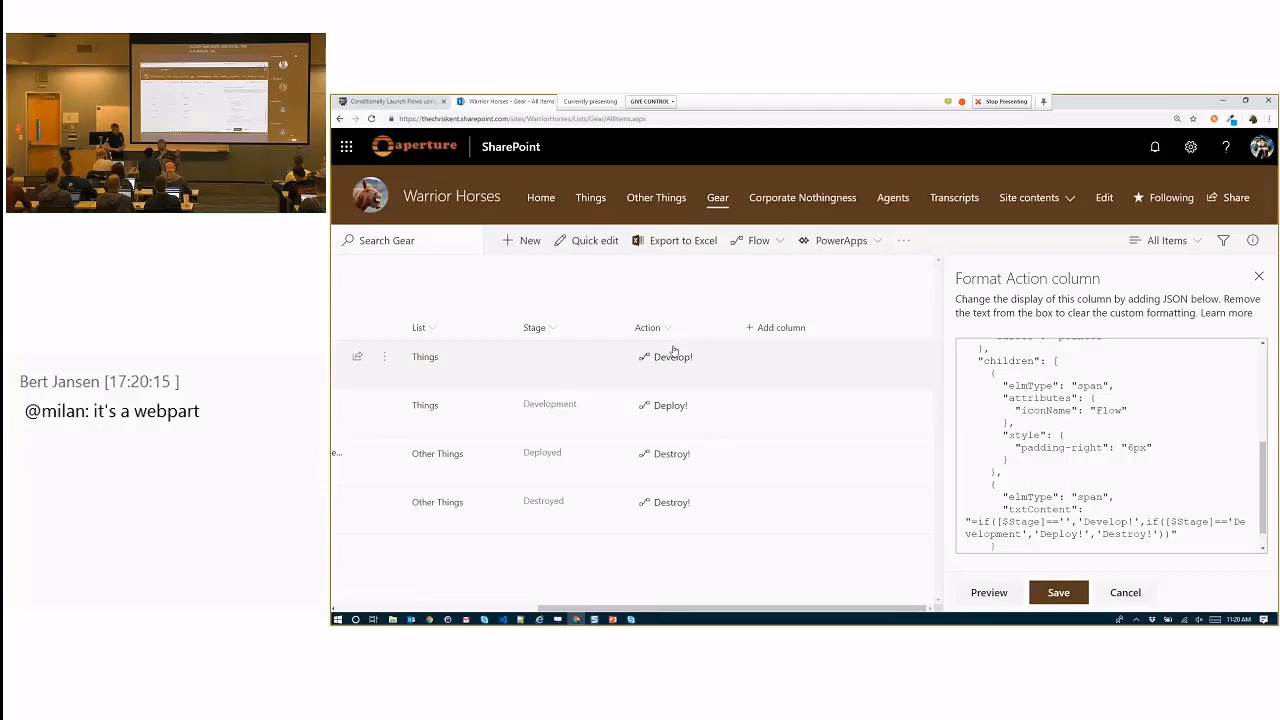 Bert Jansen [17:20:15 ]
@milan: it's a webpart
Conditionally Launch Flows using
Warrior Horses - Gear - All Items
Currently presenting
GIVE CONTROL
Stop Presenting
https://thechriskent.sharepoint.com/sites/WarriorHorses/Lists/Gear/AllItems.aspx
aperture
SharePoint
Warrior Horses
Home
Things
Other Things
Gear
Corporate Nothingness
Agents
Transcripts
Site contents
Edit
Following
Share
Search Gear
New
Quick edit
Export to Excel
Flow
PowerApps
All Items
List
Stage
Action
Add column
Things
Develop!
Things
Development
Deploy!
e...
Other Things
Deployed
Destroy!
Other Things
Destroyed
Destroy!
Format Action column
Change the display of this column by adding JSON below. Remove
the text from the box to clear the custom formatting. Learn more
},
"children": [
{
"elmType": "span",
"attributes": {
"iconName": "Flow"
},
"style": {
"padding-right": "6px"
}
},
{
"elmType": "span",
"txtContent":
"=if([$Stage]=='','Develop!',if([$Stage]=='De
velopment','Deploy!','Destroy!'))"
}
Preview
Save
Cancel
11:20 AM